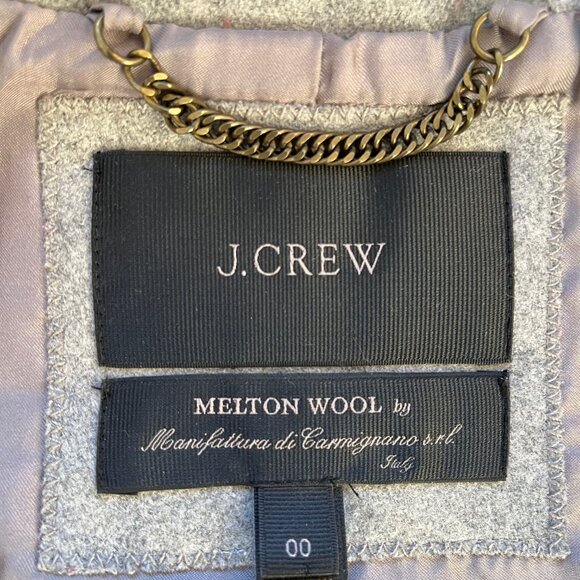 J.CREW
MELTON WOOL by
Manifattura di Carmignano s.r.l.
Italy
00